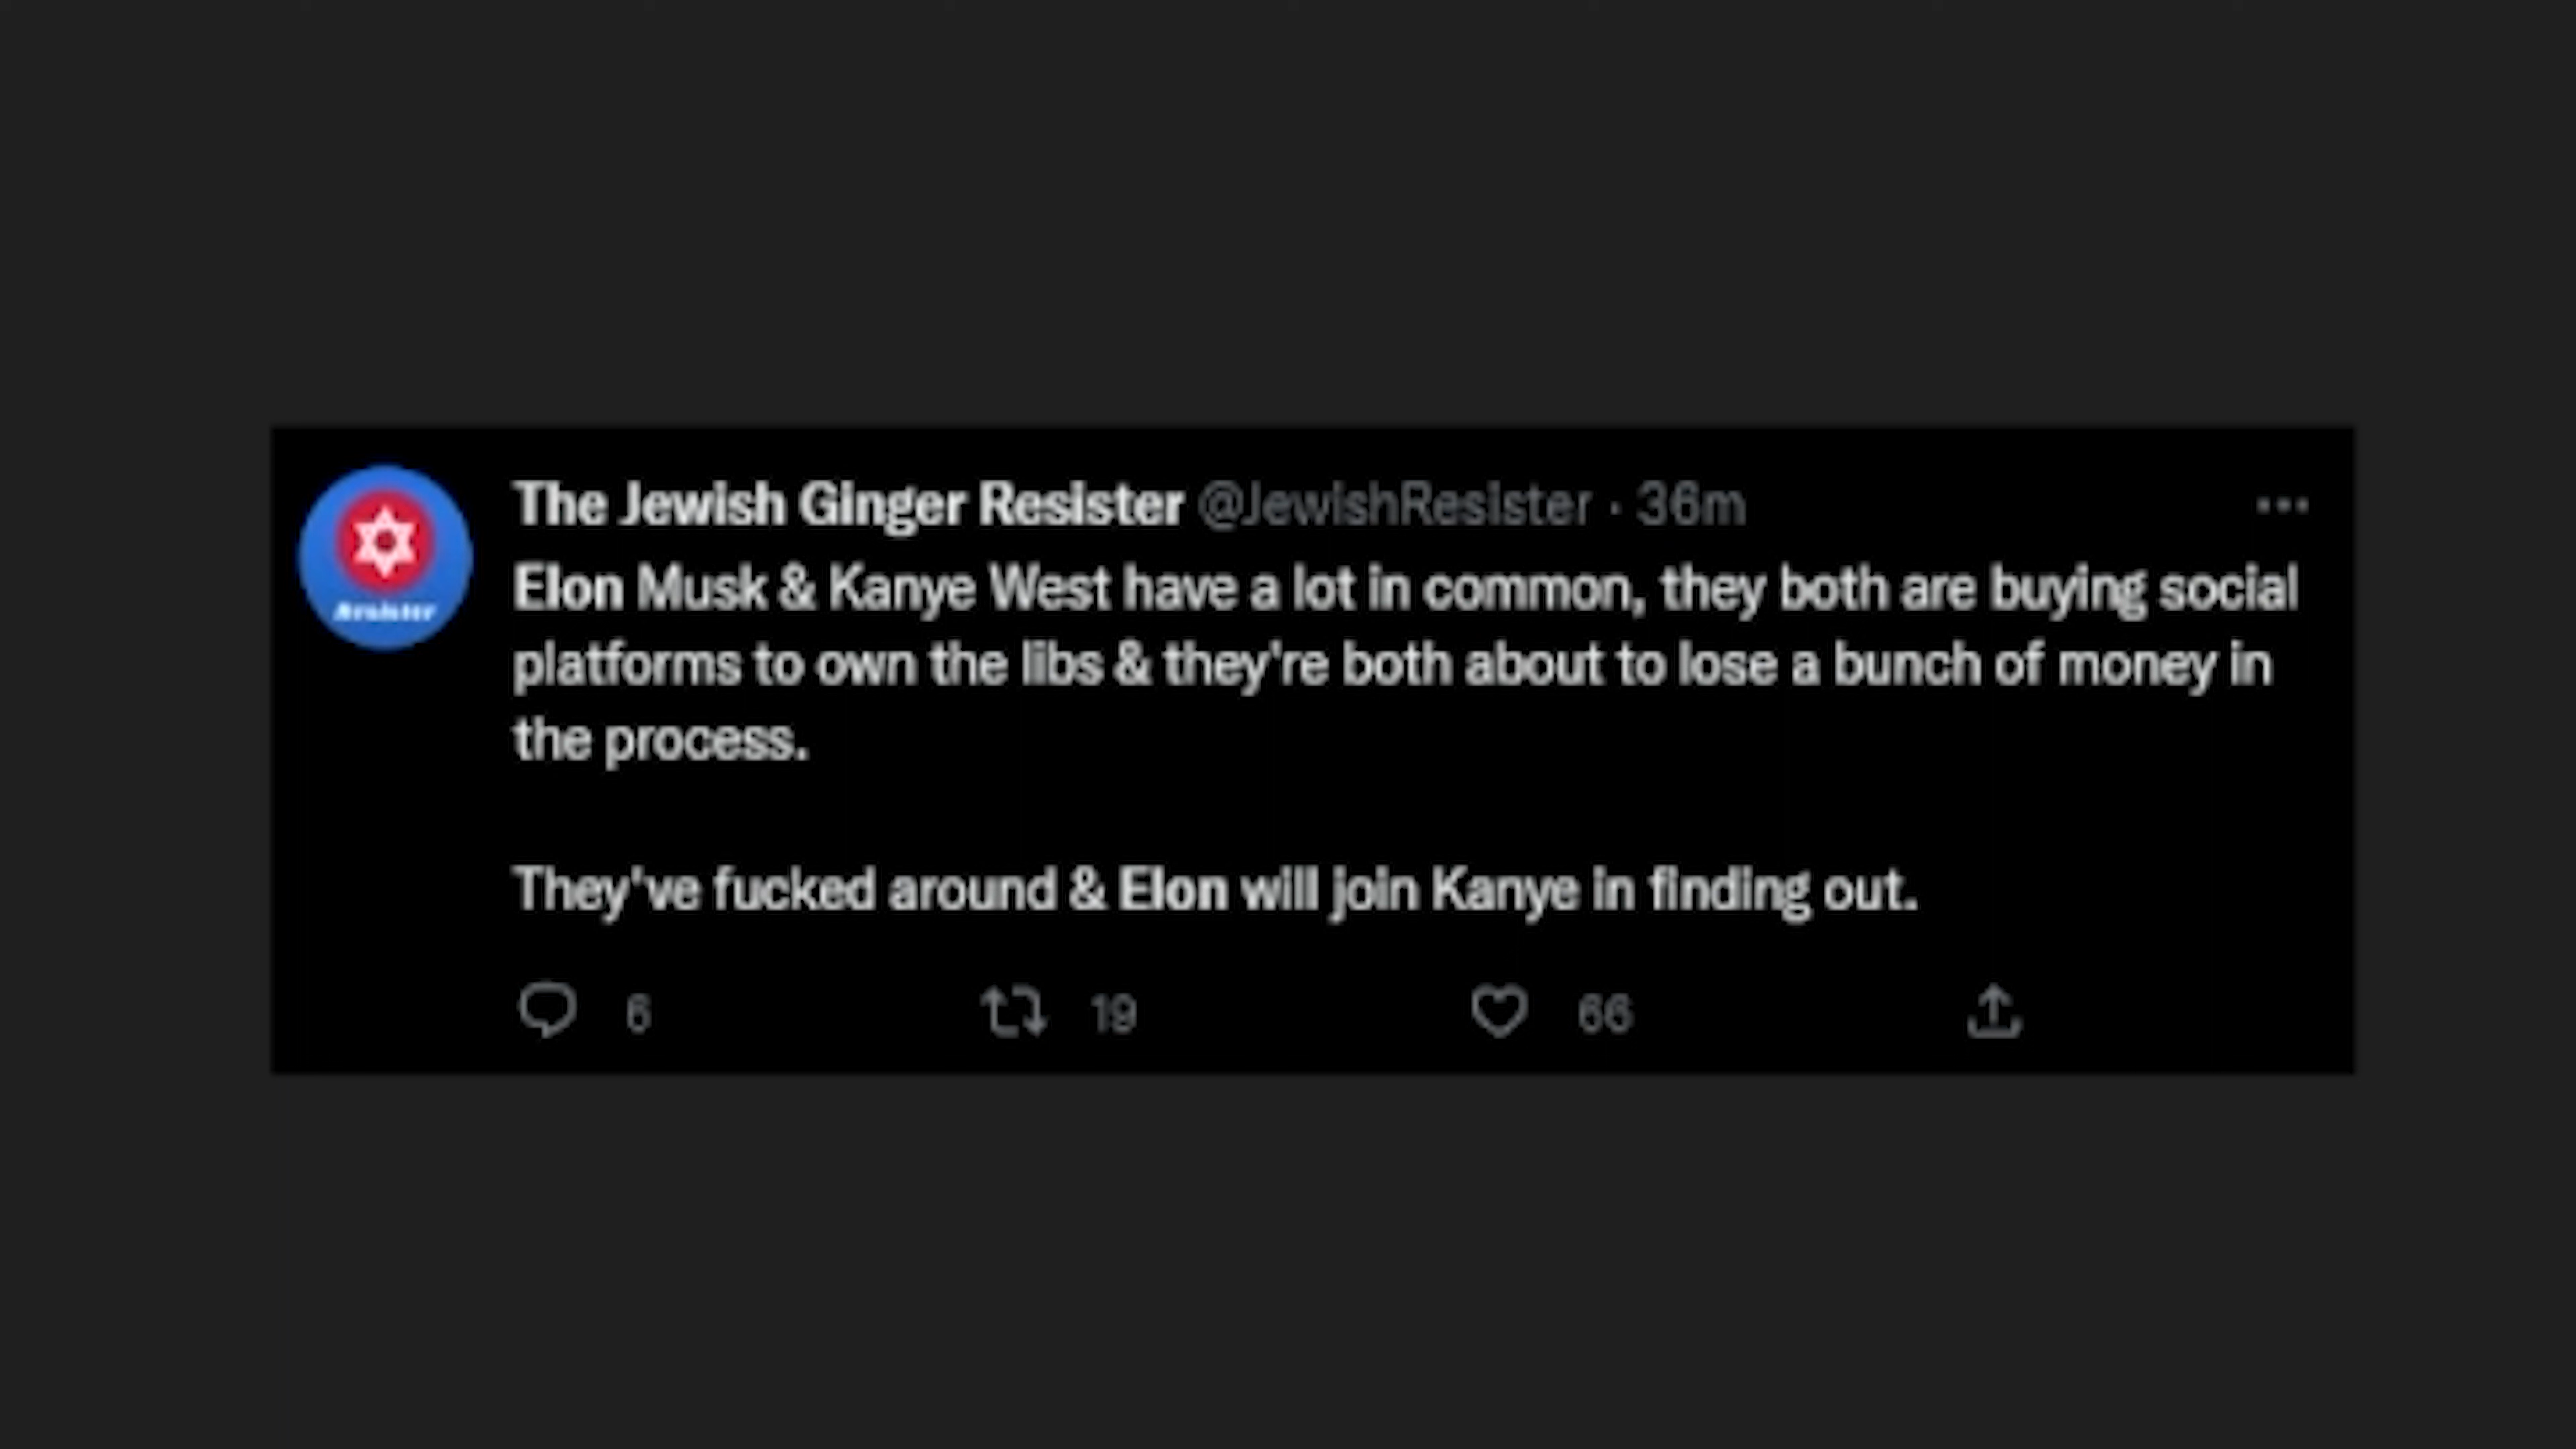 The Jewish Ginger Resister @JewishResister · 36m
Elon Musk & Kanye West have a lot in common, they both are buying social
platforms to own the libs & they're both about to lose a bunch of money in
the process.
They've fucked around & Elon will join Kanye in finding out.
6 19 66
Resister